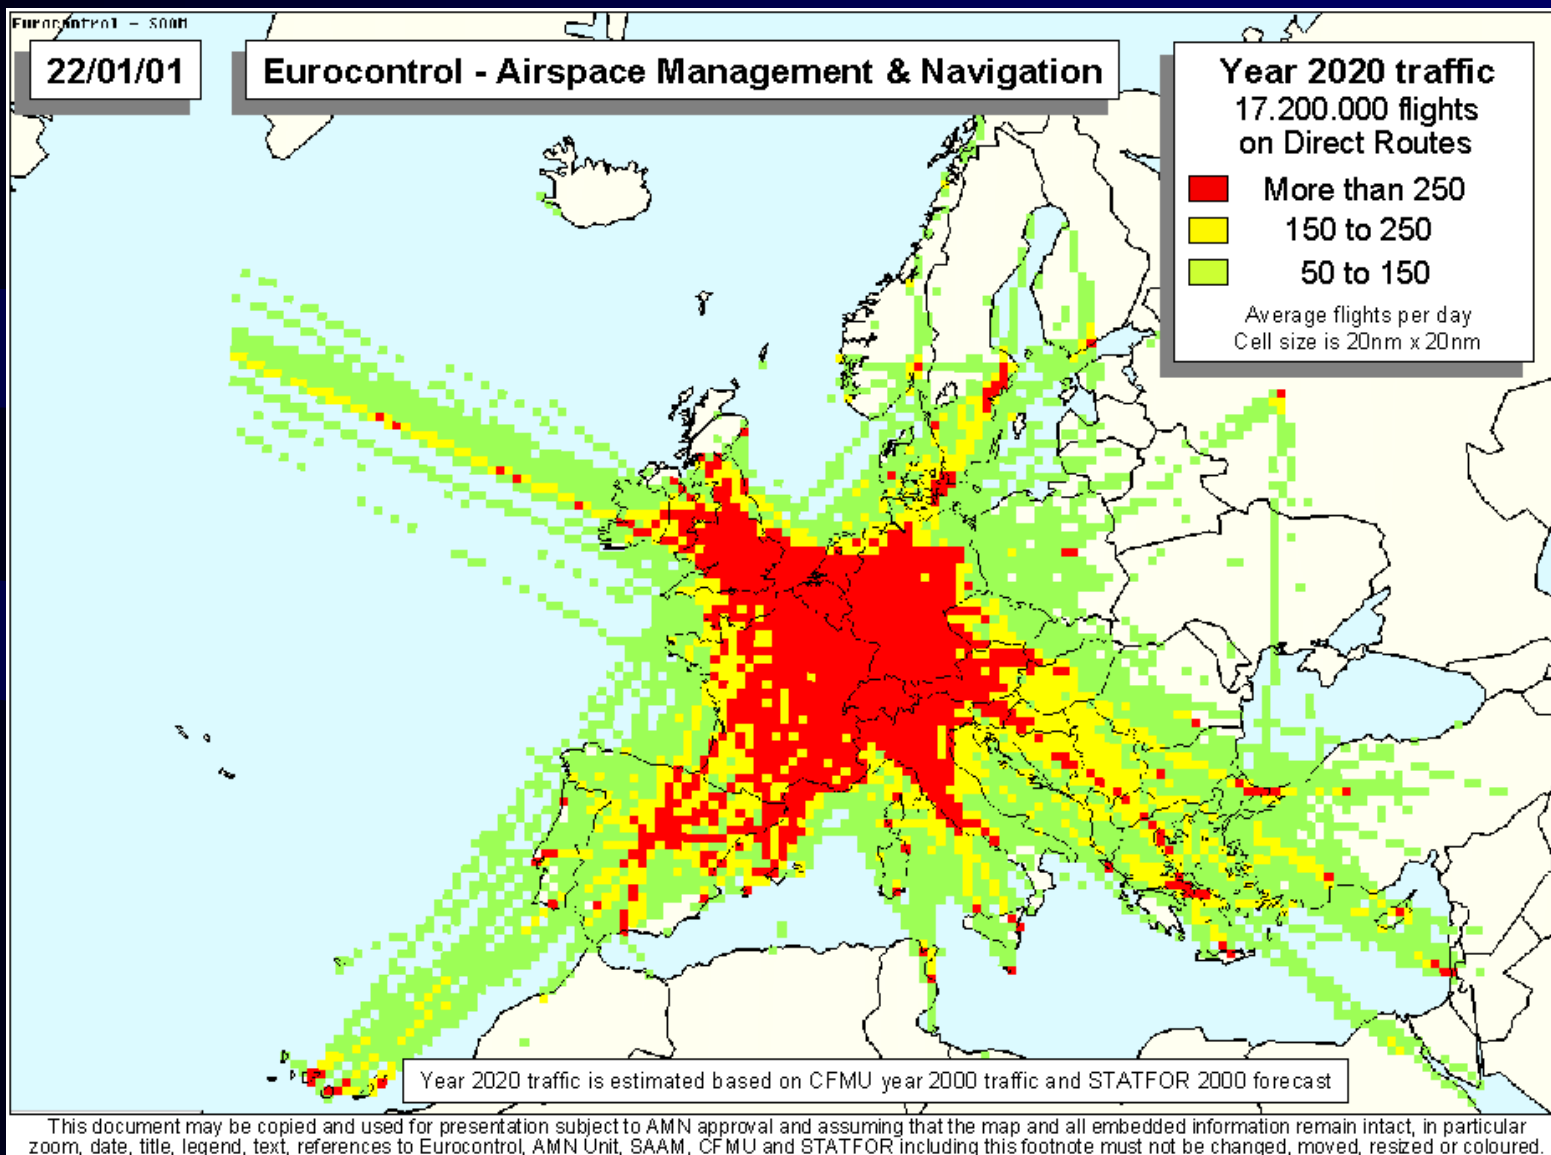 Eurocontrol - SAAM
22/01/01
Eurocontrol - Airspace Management & Navigation
Year 2020 traffic
17.200.000 flights
on Direct Routes
More than 250
150 to 250
50 to 150
Average flights per day
Cell size is 20nm x 20nm
Year 2020 traffic is estimated based on CFMU year 2000 traffic and STATFOR 2000 forecast
This document may be copied and used for presentation subject to AMN approval and assuming that the map and all embedded information remain intact, in particular
zoom, date, title, legend, text, references to Eurocontrol, AMN Unit, SAAM, CFMU and STATFOR including this footnote must not be changed, moved, resized or coloured.